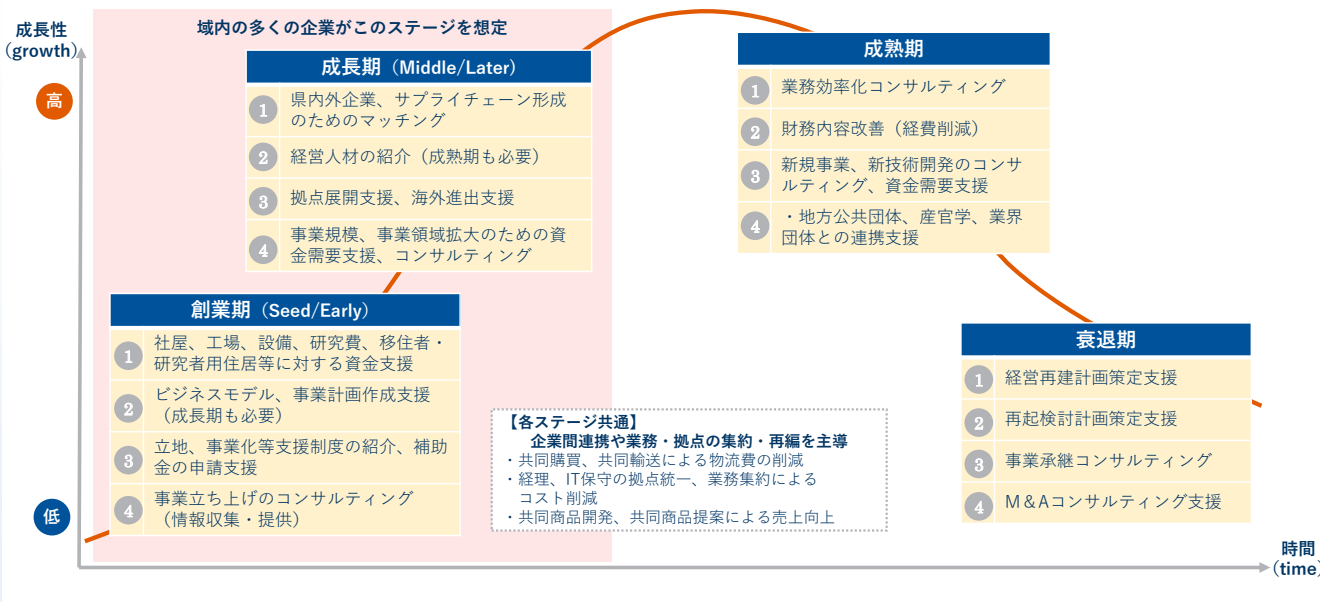 成長性
(growth)
高
低
域内の多くの企業がこのステージを想定
成長期（Middle/Later）
1 県内外企業、サプライチェーン形成
のためのマッチング
2 経営人材の紹介（成熟期も必要）
3 拠点展開支援、海外進出支援
4 事業規模、事業領域拡大のための資
金需要支援、コンサルティング
創業期（Seed/Early）
1 社屋、工場、設備、研究費、移住者・
研究者用住居等に対する資金支援
2 ビジネスモデル、事業計画作成支援
（成長期も必要）
3 立地、事業化等支援制度の紹介、補助
金の申請支援
4 事業立ち上げのコンサルティング
（情報収集・提供）
【各ステージ共通】
企業間連携や業務・拠点の集約・再編を主導
・共同購買、共同輸送による物流費の削減
・経理、IT保守の拠点統一、業務集約による
コスト削減
・共同商品開発、共同商品提案による売上向上
成熟期
1 業務効率化コンサルティング
2 財務内容改善（経費削減）
3 新規事業、新技術開発のコンサ
ルティング、資金需要支援
4 ・地方公共団体、産官学、業界
団体との連携支援
衰退期
1 経営再建計画策定支援
2 再起検討計画策定支援
3 事業承継コンサルティング
4 M＆Aコンサルティング支援
時間
(time)